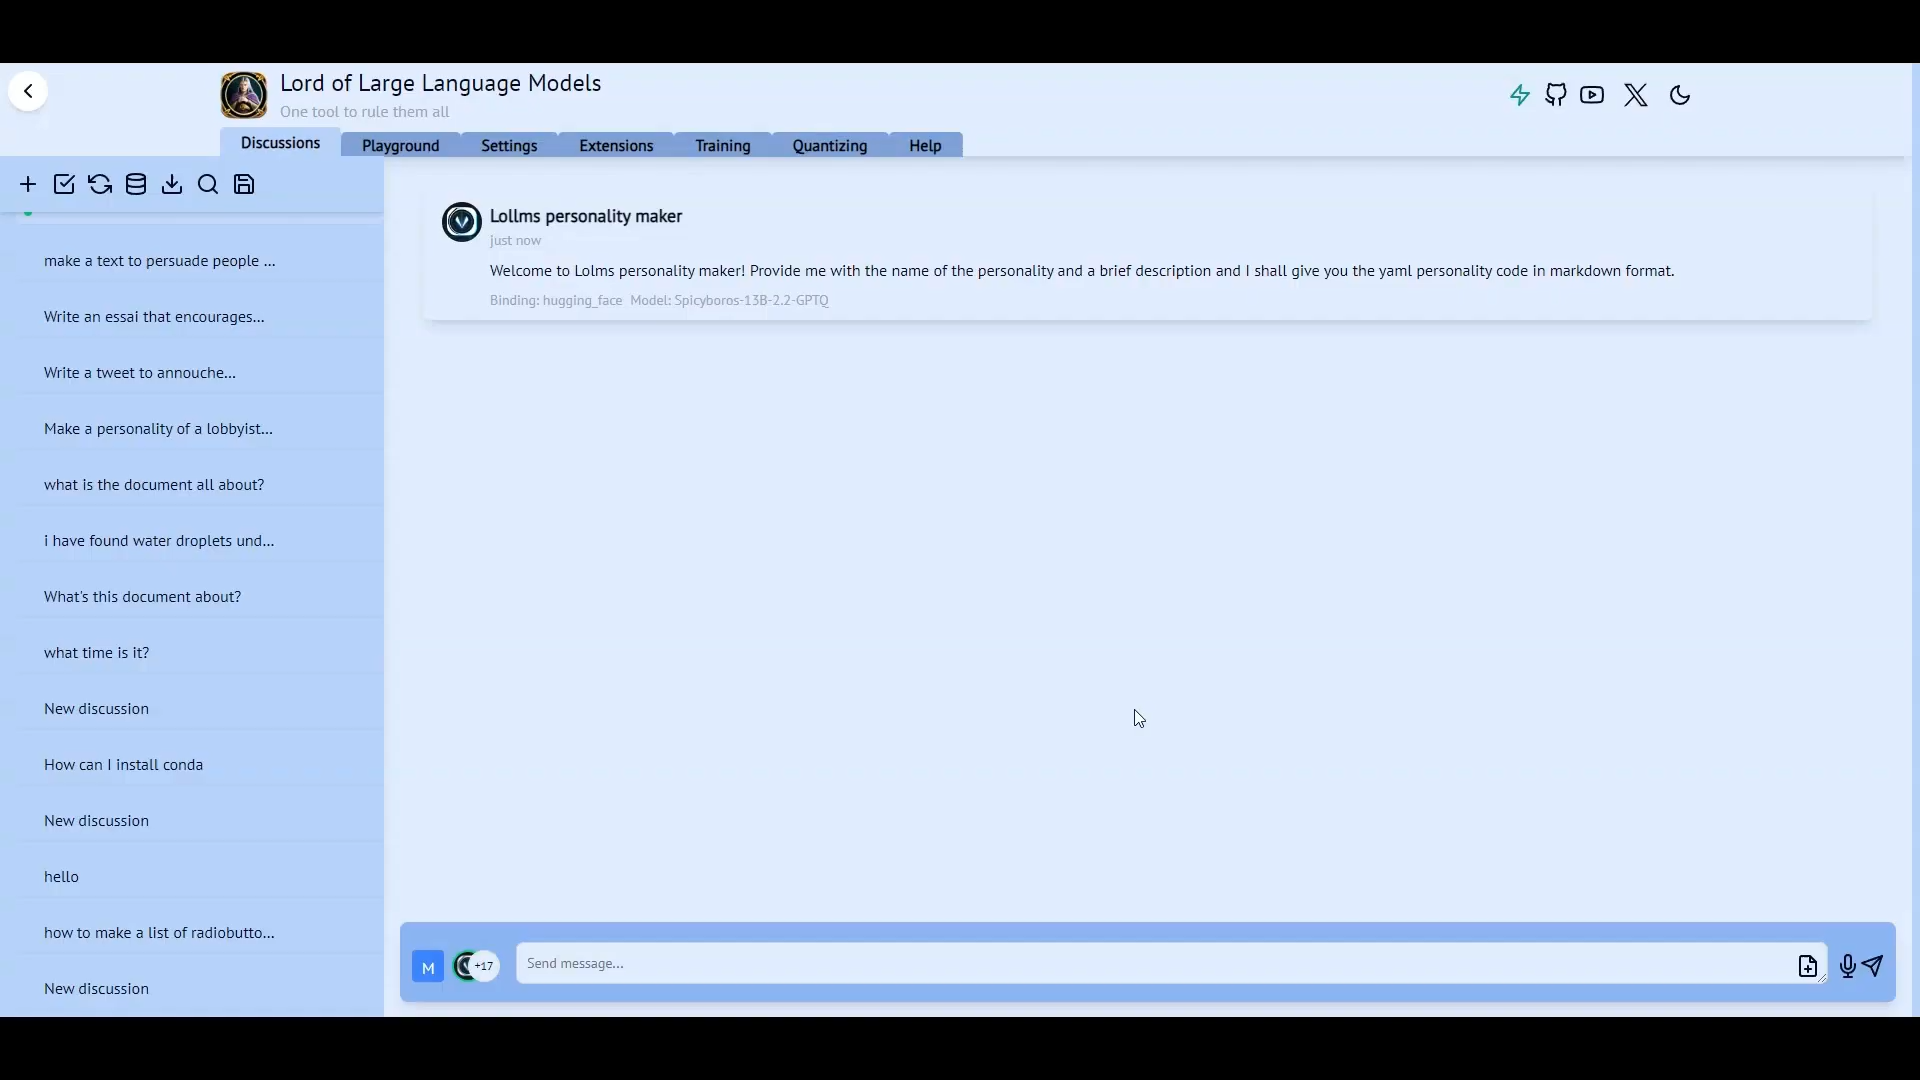 Lord of Large Language Models
One tool to rule them all
Discussions
Playground
Settings
Extensions
Training
Quantizing
Help
make a text to persuade people ...
Write an essai that encourages...
Write a tweet to annouche...
Make a personality of a lobbyist...
what is the document all about?
i have found water droplets und...
What's this document about?
what time is it?
New discussion
How can I install conda
New discussion
hello
how to make a list of radiobutto...
New discussion
Lollms personality maker
just now
Welcome to Lolms personality maker! Provide me with the name of the personality and a brief description and I shall give you the yaml personality code in markdown format.
Binding: hugging_face Model: Spicyboros-13B-2.2-GPTQ
M
+17
Send message...